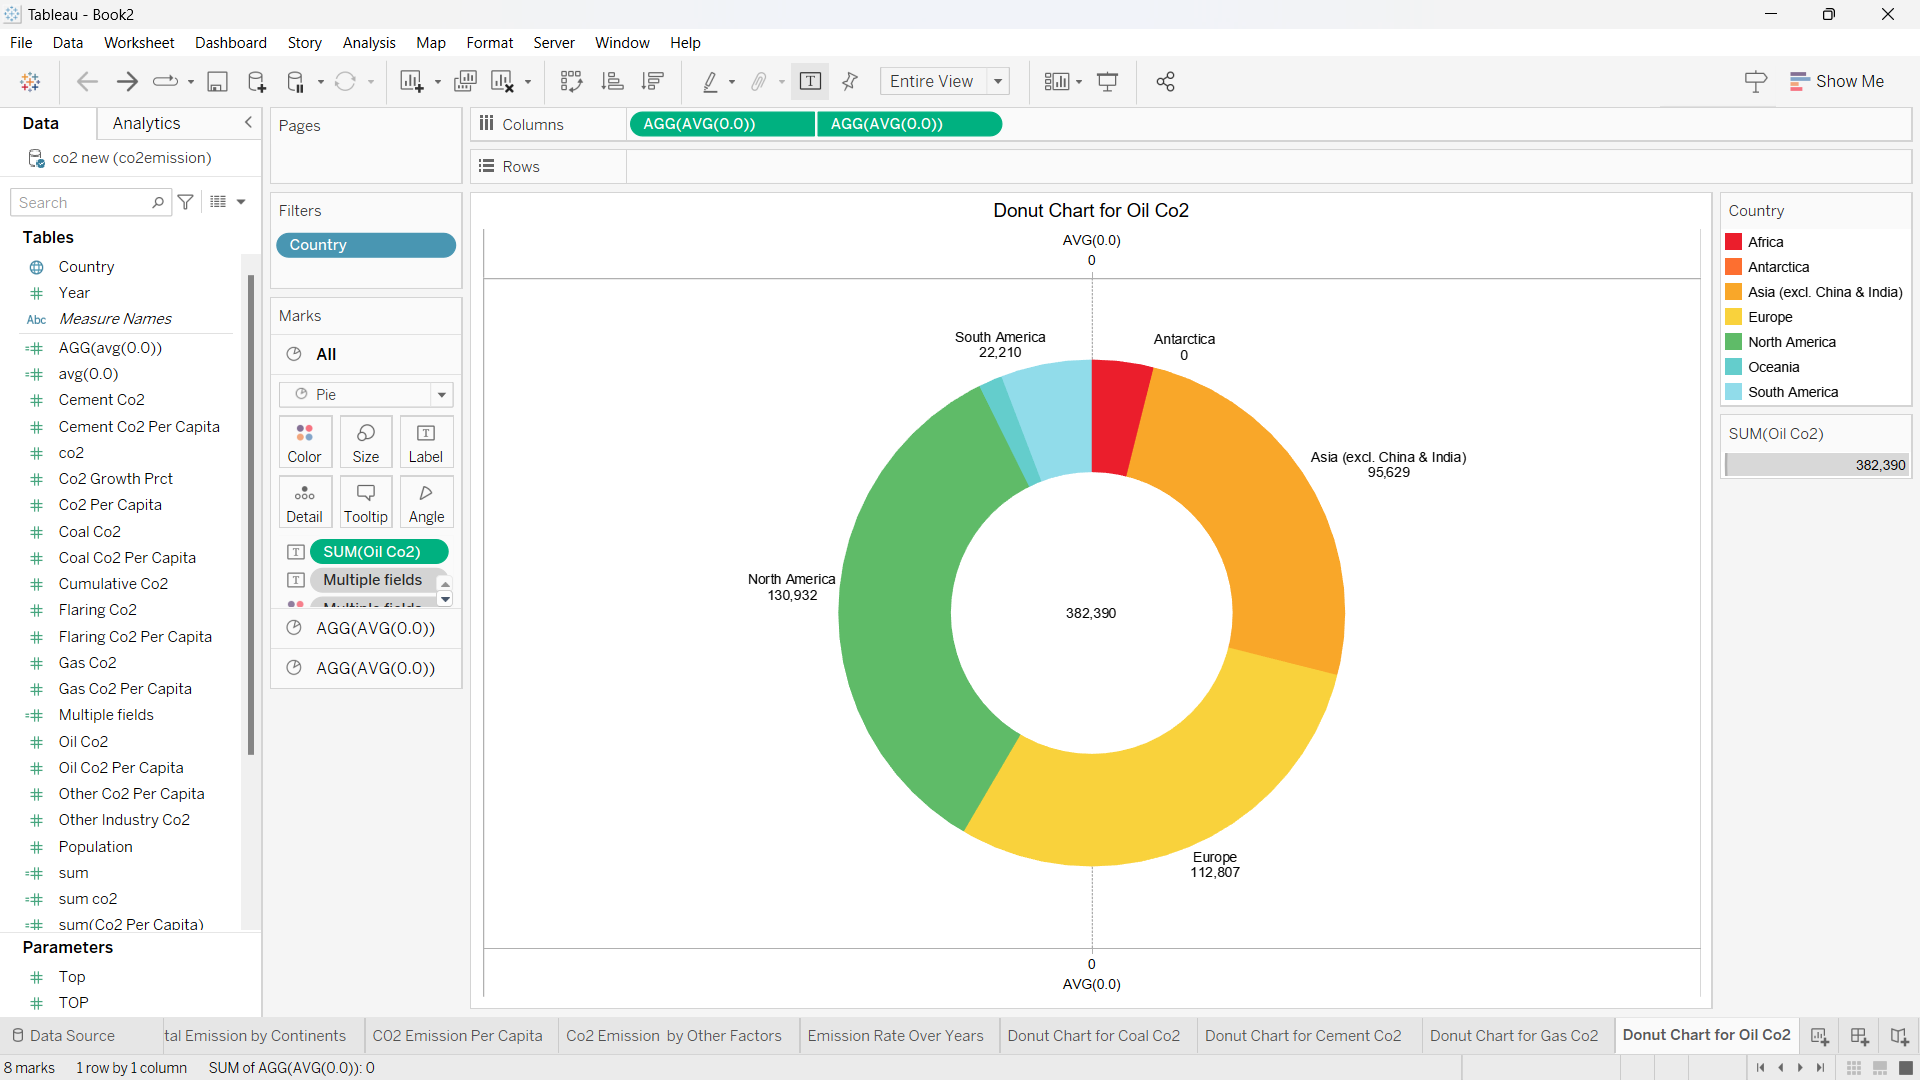 Tableau - Book2
File Data Worksheet Dashboard Story Analysis Map Format Server Window Help
Entire View
Show Me
Data
Analytics
co2 new (co2emission)
Search
Tables
Country
Year
Abc Measure Names
AGG(avg(0.0))
avg(0.0)
Cement Co2
Cement Co2 Per Capita
co2
Co2 Growth Prct
Co2 Per Capita
Coal Co2
Coal Co2 Per Capita
Cumulative Co2
Flaring Co2
Flaring Co2 Per Capita
Gas Co2
Gas Co2 Per Capita
Multiple fields
Oil Co2
Oil Co2 Per Capita
Other Co2 Per Capita
Other Industry Co2
Population
sum
sum co2
sum(Co2 Per Capita)
Parameters
Top
TOP
Pages
Filters
Country
Marks
All
Pie
Color Size Label
Detail Tooltip Angle
SUM(Oil Co2)
Multiple fields
Multiple fields
AGG(AVG(0.0))
AGG(AVG(0.0))
Columns
AGG(AVG(0.0)) AGG(AVG(0.0))
Rows
Donut Chart for Oil Co2
AVG(0.0)
0
South America
22,210
Antarctica
0
Asia (excl. China & India)
95,629
North America
130,932
382,390
Europe
112,807
0
AVG(0.0)
Country
Africa
Antarctica
Asia (excl. China & India)
Europe
North America
Oceania
South America
SUM(Oil Co2)
382,390
Data Source
tal Emission by Continents
C02 Emission Per Capita
Co2 Emission by Other Factors
Emission Rate Over Years
Donut Chart for Coal Co2
Donut Chart for Cement Co2
Donut Chart for Gas Co2
Donut Chart for Oil Co2
8 marks 1 row by 1 column SUM of AGG(AVG(0.0)): 0